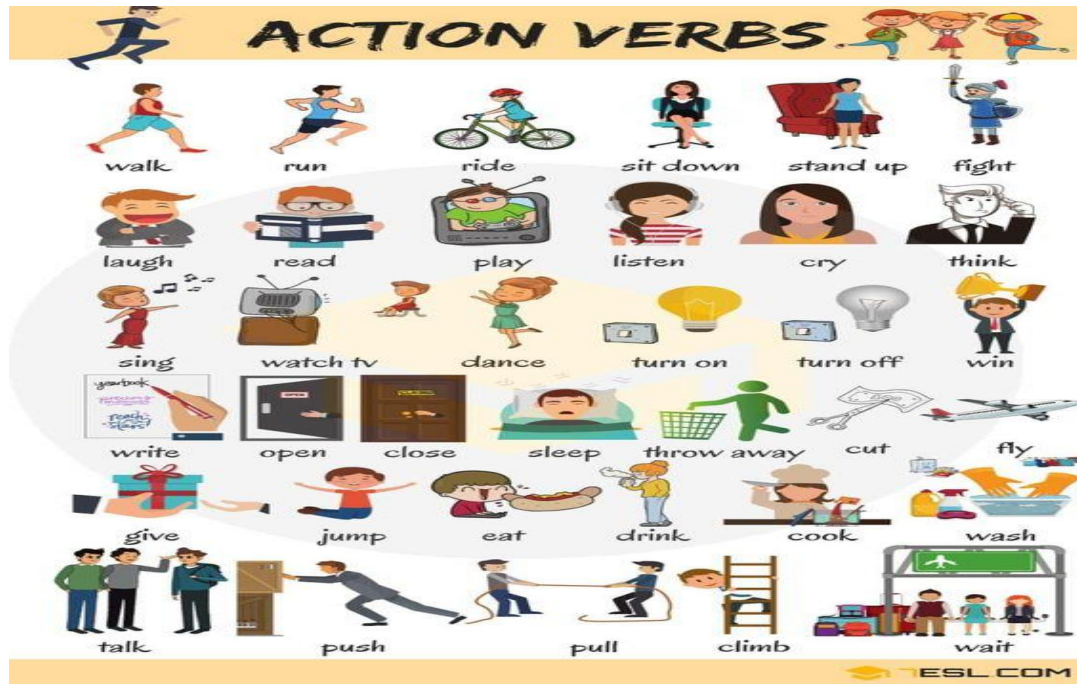 ACTION VERBS
walk run ride sit down stand up fight
laugh read play listen cry think
sing watch tv dance turn on turn off win
yearbook
OPEN
write open close sleep throw away cut fly
give jump eat drink cook wash
talk push pull climb wait
7ESL.COM